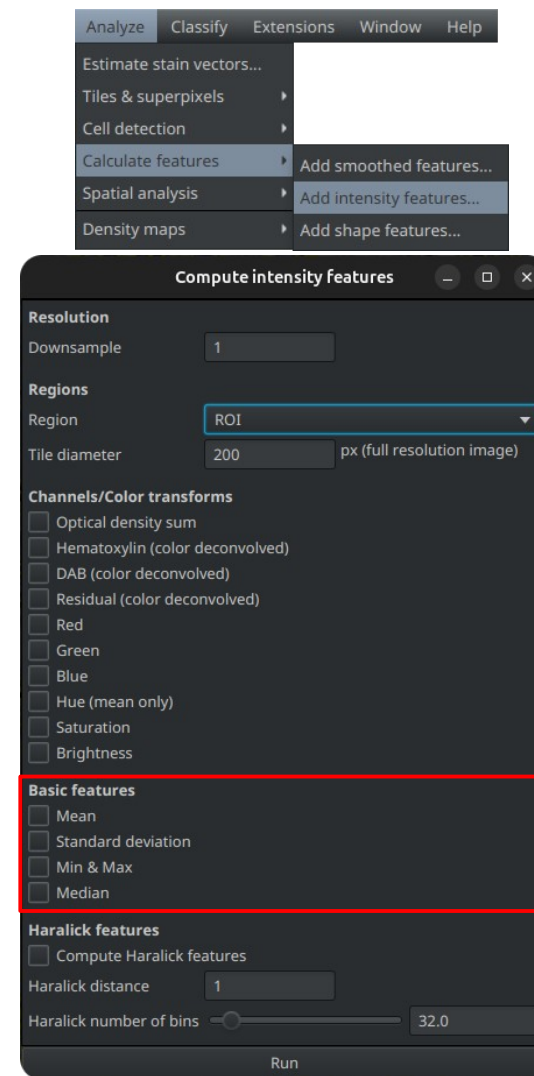 Analyze Classify Extensions Window Help
Estimate stain vectors...
Tiles & superpixels
Cell detection
Calculate features
Add smoothed features...
Spatial analysis
Add intensity features...
Density maps
Add shape features...
Compute intensity features
Resolution
Downsample 1
Regions
Region ROI
Tile diameter 200 px (full resolution image)
Channels/Color transforms
Optical density sum
Hematoxylin (color deconvolved)
DAB (color deconvolved)
Residual (color deconvolved)
Red
Green
Blue
Hue (mean only)
Saturation
Brightness
Basic features
Mean
Standard deviation
Min & Max
Median
Haralick features
Compute Haralick features
Haralick distance 1
Haralick number of bins 32.0
Run